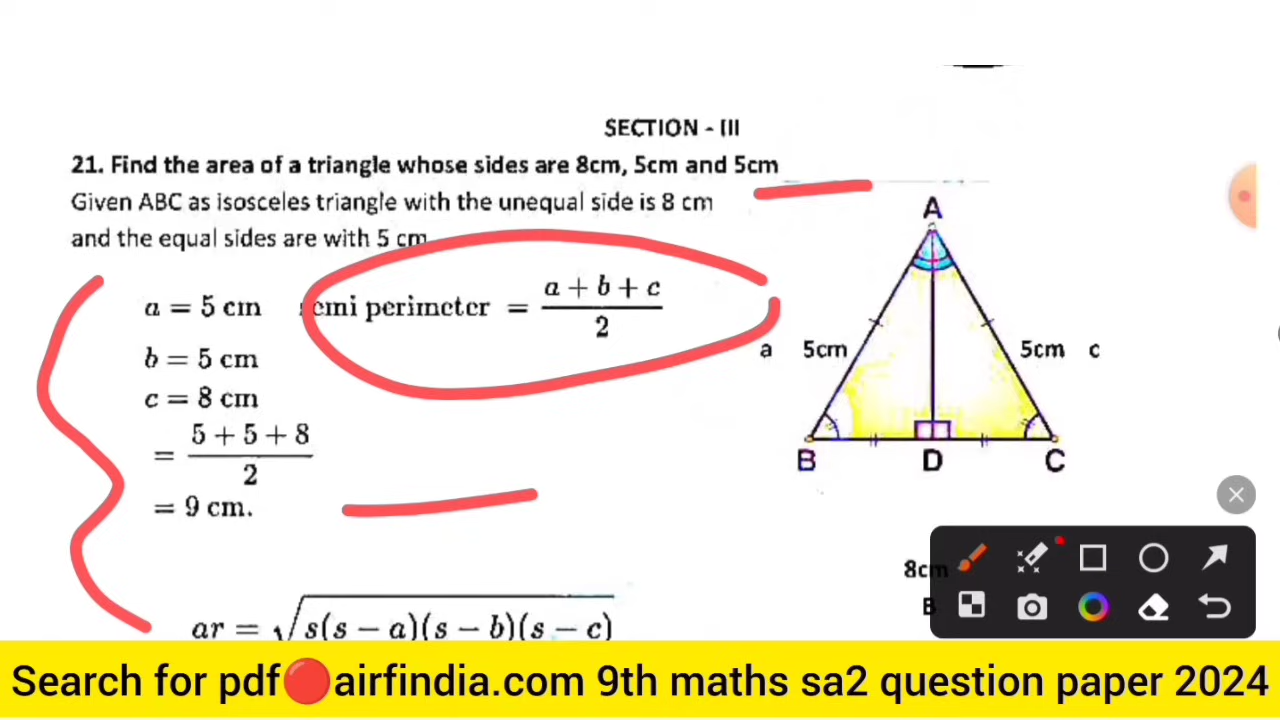 SECTION - III
21. Find the area of a triangle whose sides are 8cm, 5cm and 5cm
Given ABC as isosceles triangle with the unequal side is 8 cm
and the equal sides are with 5 cm
a = 5 cm semi perimeter = a + b + c / 2
b = 5 cm
c = 8 cm
= 5 + 5 + 8 / 2
= 9 cm.
ar = √s(s − a)(s − b)(s − c)
A
a 5cm
5cm c
B D C
8cm
B
Search for pdf🔴airfindia.com 9th maths sa2 question paper 2024